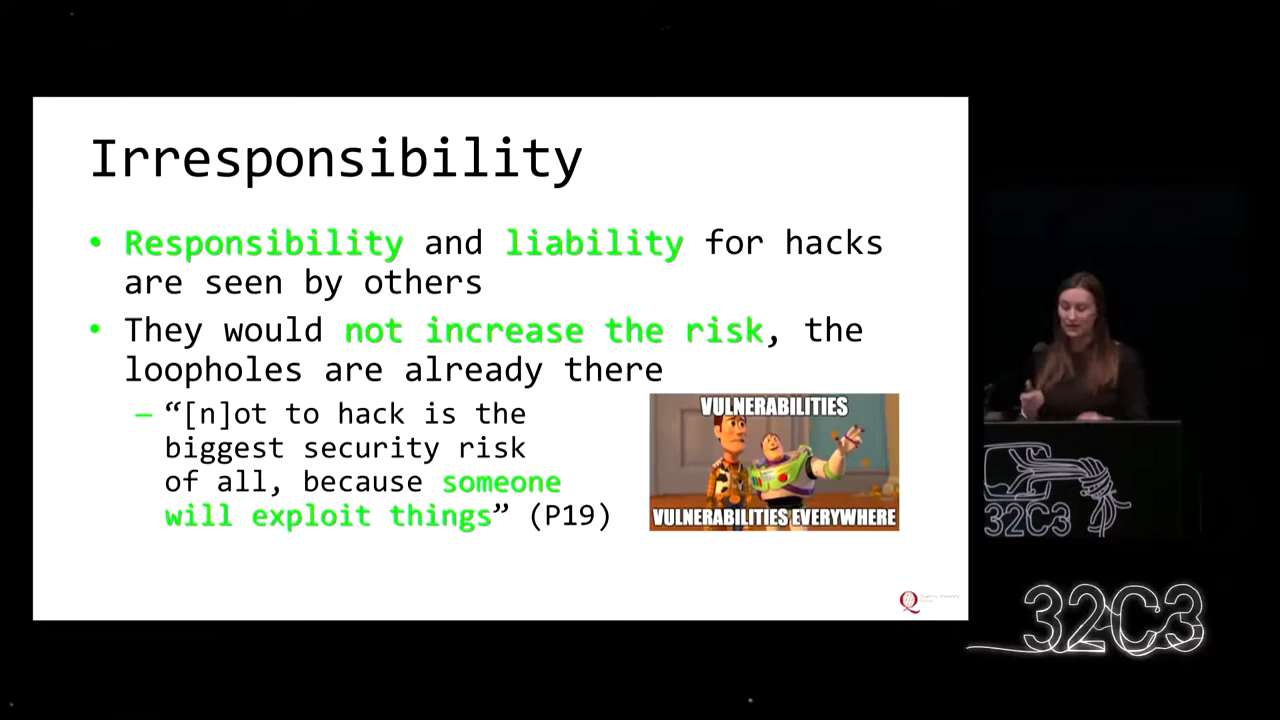 Irresponsibility
• Responsibility and liability for hacks
are seen by others
• They would not increase the risk, the
loopholes are already there
– “[n]ot to hack is the
biggest security risk
of all, because someone
will exploit things” (P19)
VULNERABILITIES
VULNERABILITIES EVERYWHERE
32C3
32C3